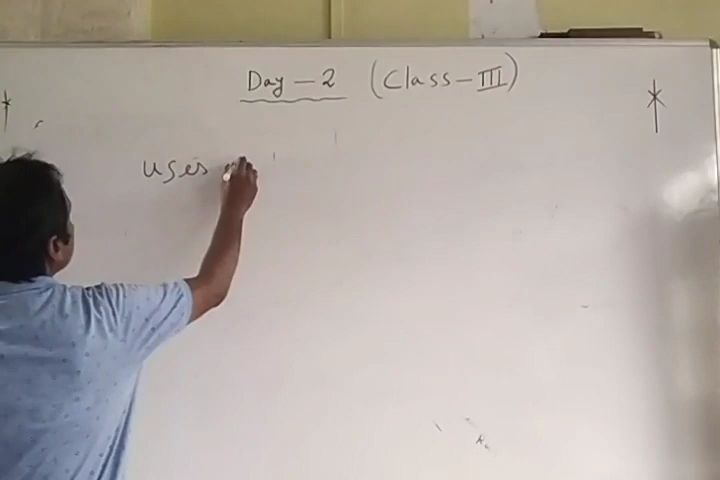 Day - 2 (Class - III)
uses